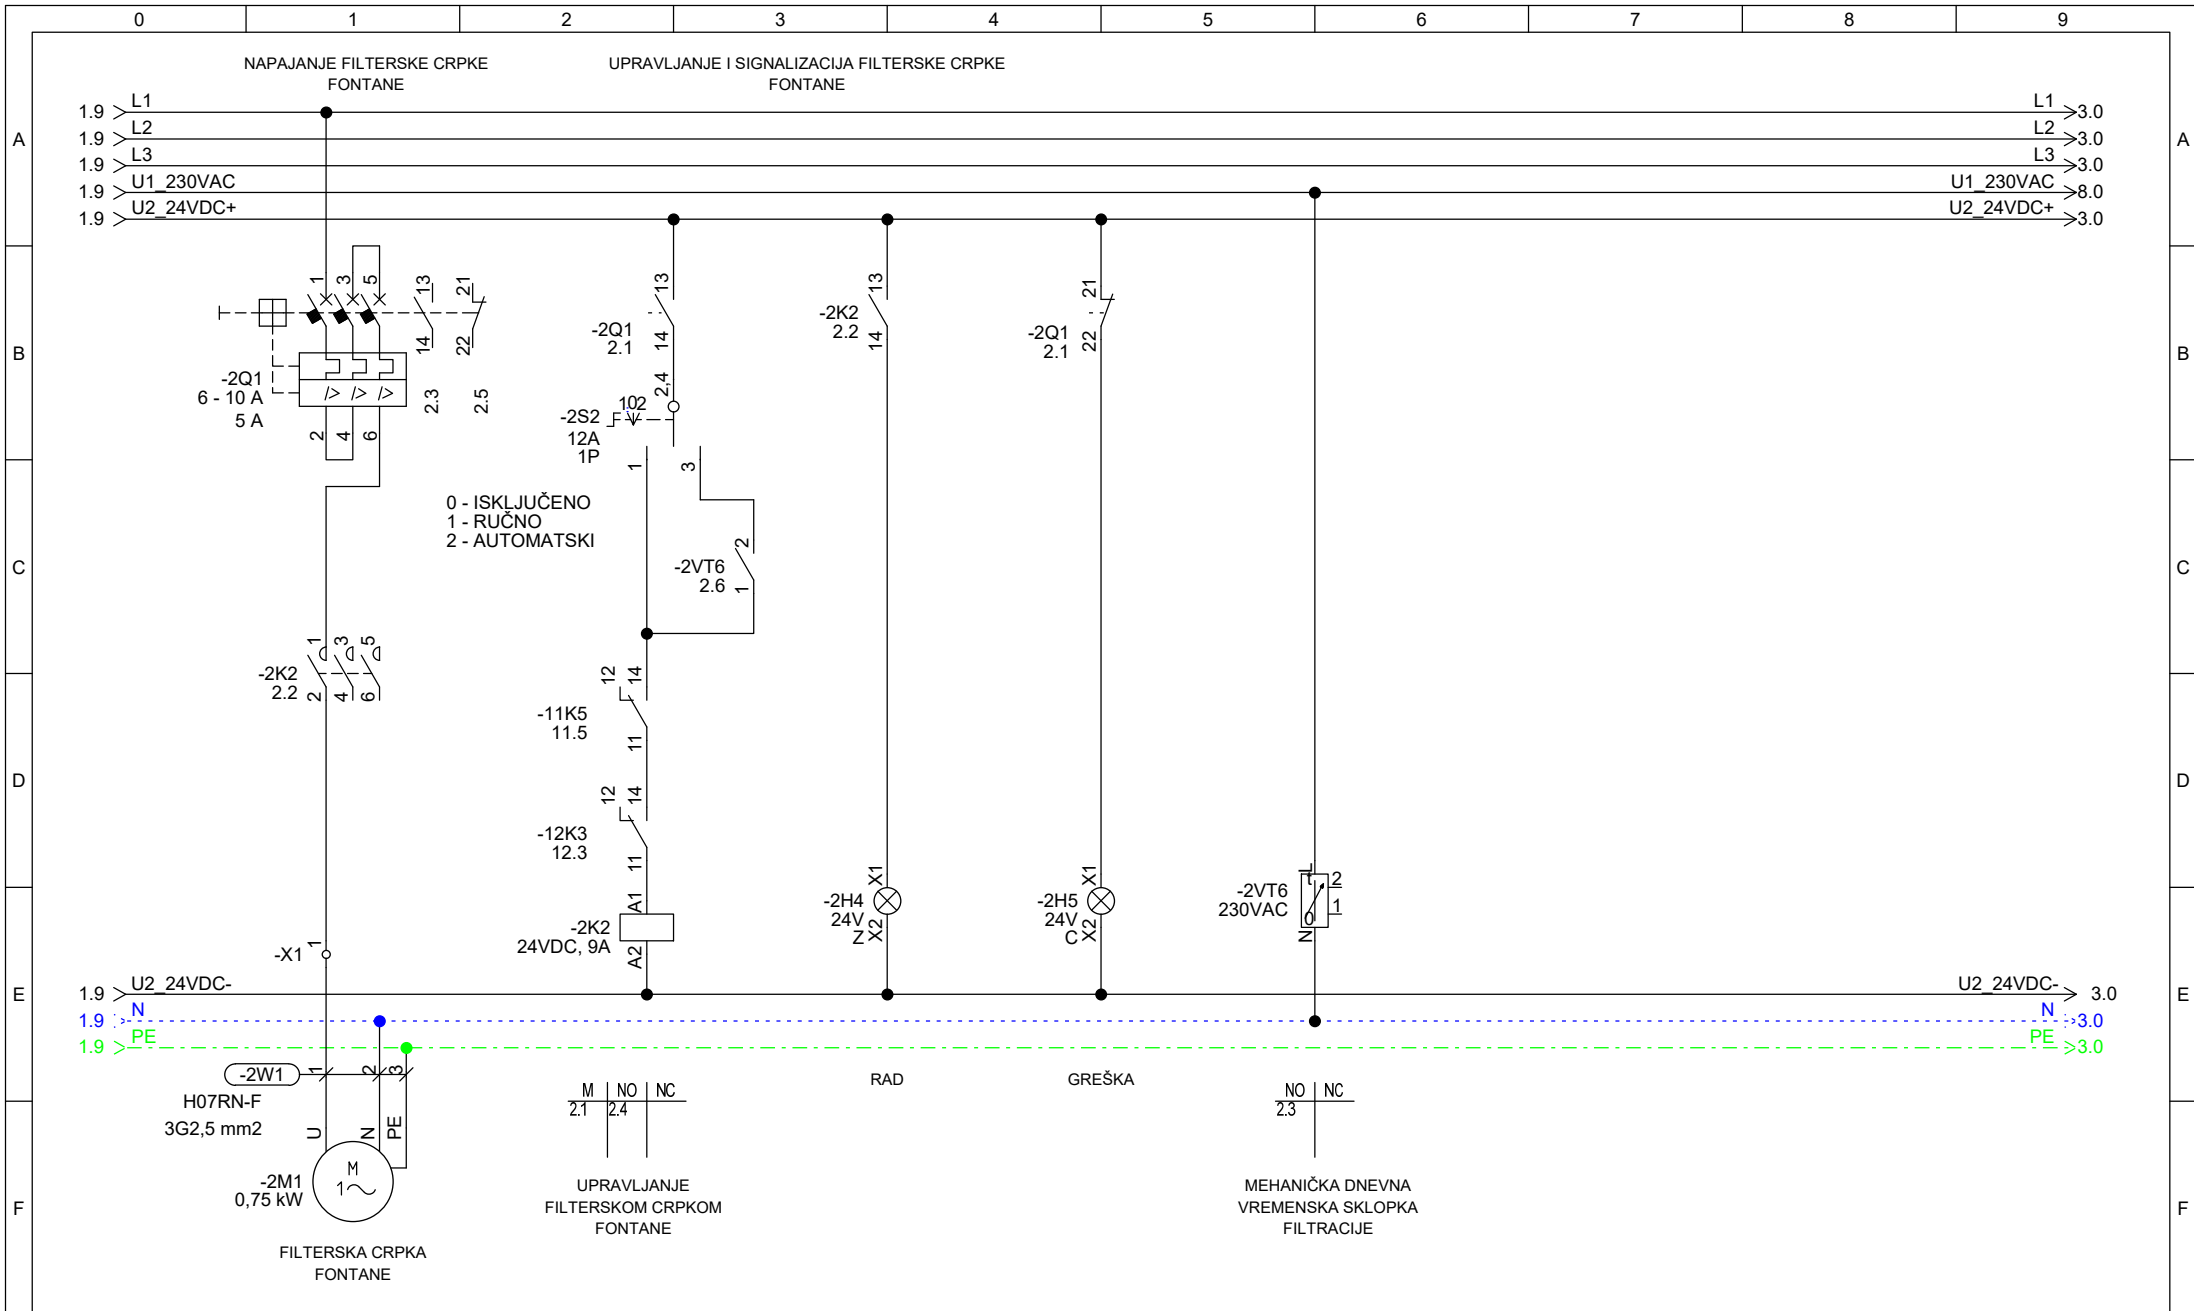 0 1 2 3 4 5 6 7 8 9
NAPAJANJE FILTERSKE CRPKE
FONTANE
UPRAVLJANJE I SIGNALIZACIJA FILTERSKE CRPKE
FONTANE
1.9 L1 L1 3.0
1.9 L2 L2 3.0
A A
1.9 L3 L3 3.0
1.9 U1_230VAC U1_230VAC 8.0
1.9 U2_24VDC+ U2_24VDC+ 3.0
1 3 5 13 21
13 13 21
-2Q1
2.1
-2K2
2.2
-2Q1
2.1
14 22
14 14 22
B B
-2Q1
6 - 10 A
5 A
I> I> I>
2.3 2.5
2 4 6
2,4
102
-2S2
12A
1P
1 3
0 - ISKLJUČENO
1 - RUČNO
2 - AUTOMATSKI
2
-2VT6
2.6
1
C C
1 3 5
-2K2
2.2
2 4 6
12 14
-11K5
11.5
11
D D
12 14
-12K3
12.3
11
A1
-2K2
24VDC, 9A
A2
X1
-2H4
24V
Z X2
X1
-2H5
24V
C X2
L
t 2
-2VT6
230VAC
1
0
N
-X1 1
1.9 U2_24VDC- U2_24VDC- 3.0
E E
1.9 N N 3.0
1.9 PE PE 3.0
-2W1 1 2 3
H07RN-F
3G2,5 mm2
U N PE
M
1
-2M1
0,75 kW
FILTERSKA CRPKA
FONTANE
M NO NC
2.1 2.4
UPRAVLJANJE
FILTERSKOM CRPKOM
FONTANE
RAD
GREŠKA
NO NC
2.3
MEHANIČKA DNEVNA
VREMENSKA SKLOPKA
FILTRACIJE
F F